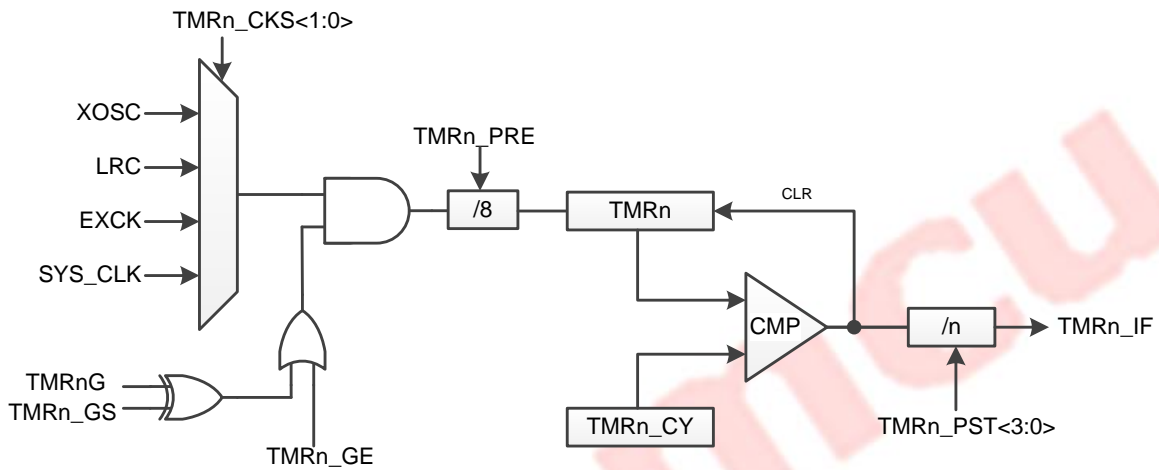 TMRn_CKS<1:0>
XOSC
LRC
EXCK
SYS_CLK
TMRn_PRE
/8
TMRn
CLR
CMP
/n
TMRn_IF
TMRnG
TMRn_GS
TMRn_GE
TMRn_CY
TMRn_PST<3:0>
mcu